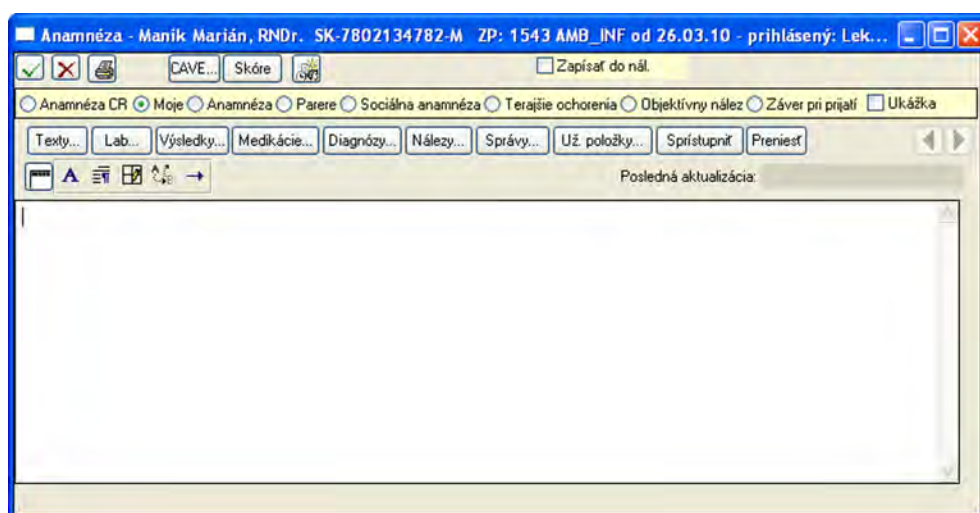 Anamnéza - Maník Marián, RNDr. SK-7802134782-M ZP: 1543 AMB_INF od 26.03.10 - prihlásený: Lek...
CAVE... Skóre Zapísať do nál.
Anamnéza CR Moje Anamnéza Parere Sociálna anamnéza Terajšie ochorenia Objektívny nález Záver pri prijatí Ukážka
Texty... Lab... Výsledky... Medikácie... Diagnózy... Nálezy... Správy... Už. položky... Sprístupniť Preniesť
A Posledná aktualizácia: